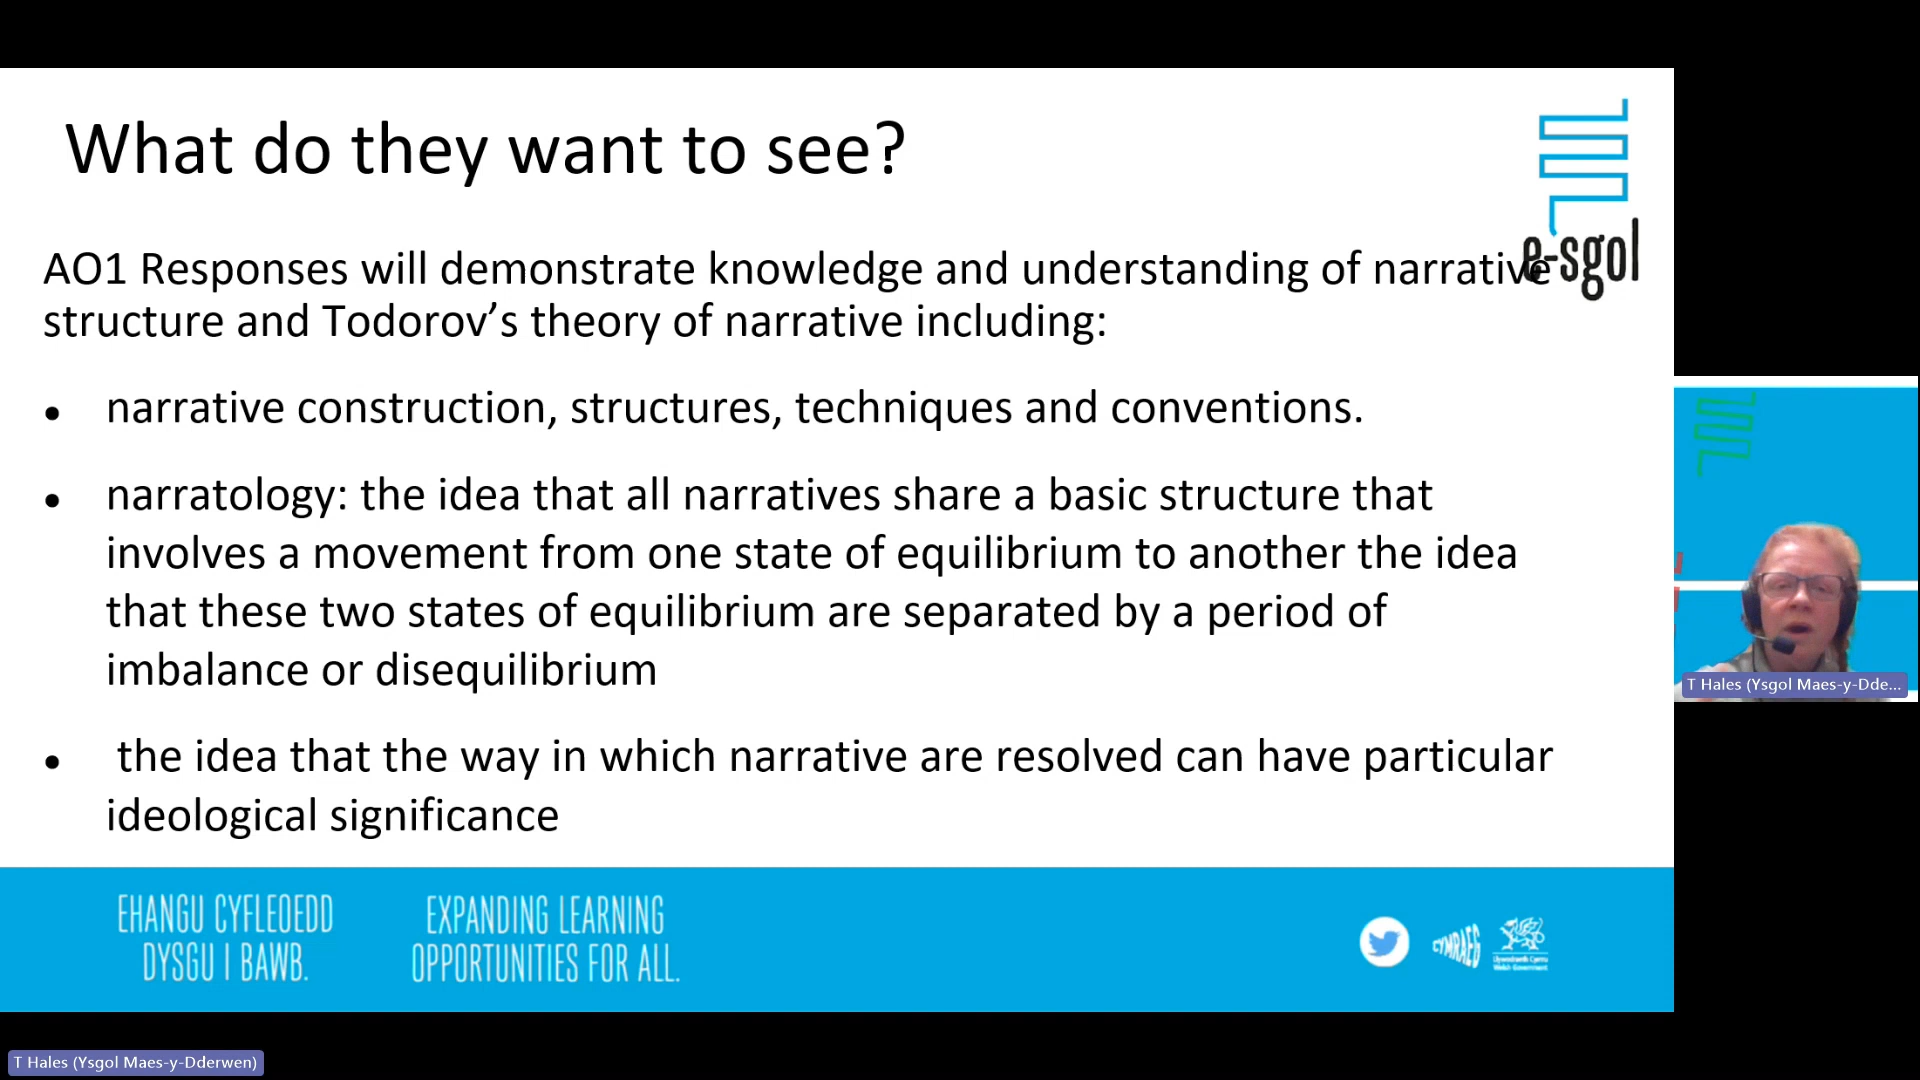 What do they want to see?
e-sgol
AO1 Responses will demonstrate knowledge and understanding of narrative
structure and Todorov’s theory of narrative including:
• narrative construction, structures, techniques and conventions.
• narratology: the idea that all narratives share a basic structure that
involves a movement from one state of equilibrium to another the idea
that these two states of equilibrium are separated by a period of
imbalance or disequilibrium
• the idea that the way in which narrative are resolved can have particular
ideological significance
T Hales (Ysgol Maes-y-Dde...
EHANGU CYFLEOEDD
DYSGU I BAWB.
EXPANDING LEARNING
OPPORTUNITIES FOR ALL.
CYMRAEG
Llywodraeth Cymru
Welsh Government
T Hales (Ysgol Maes-y-Dderwen)